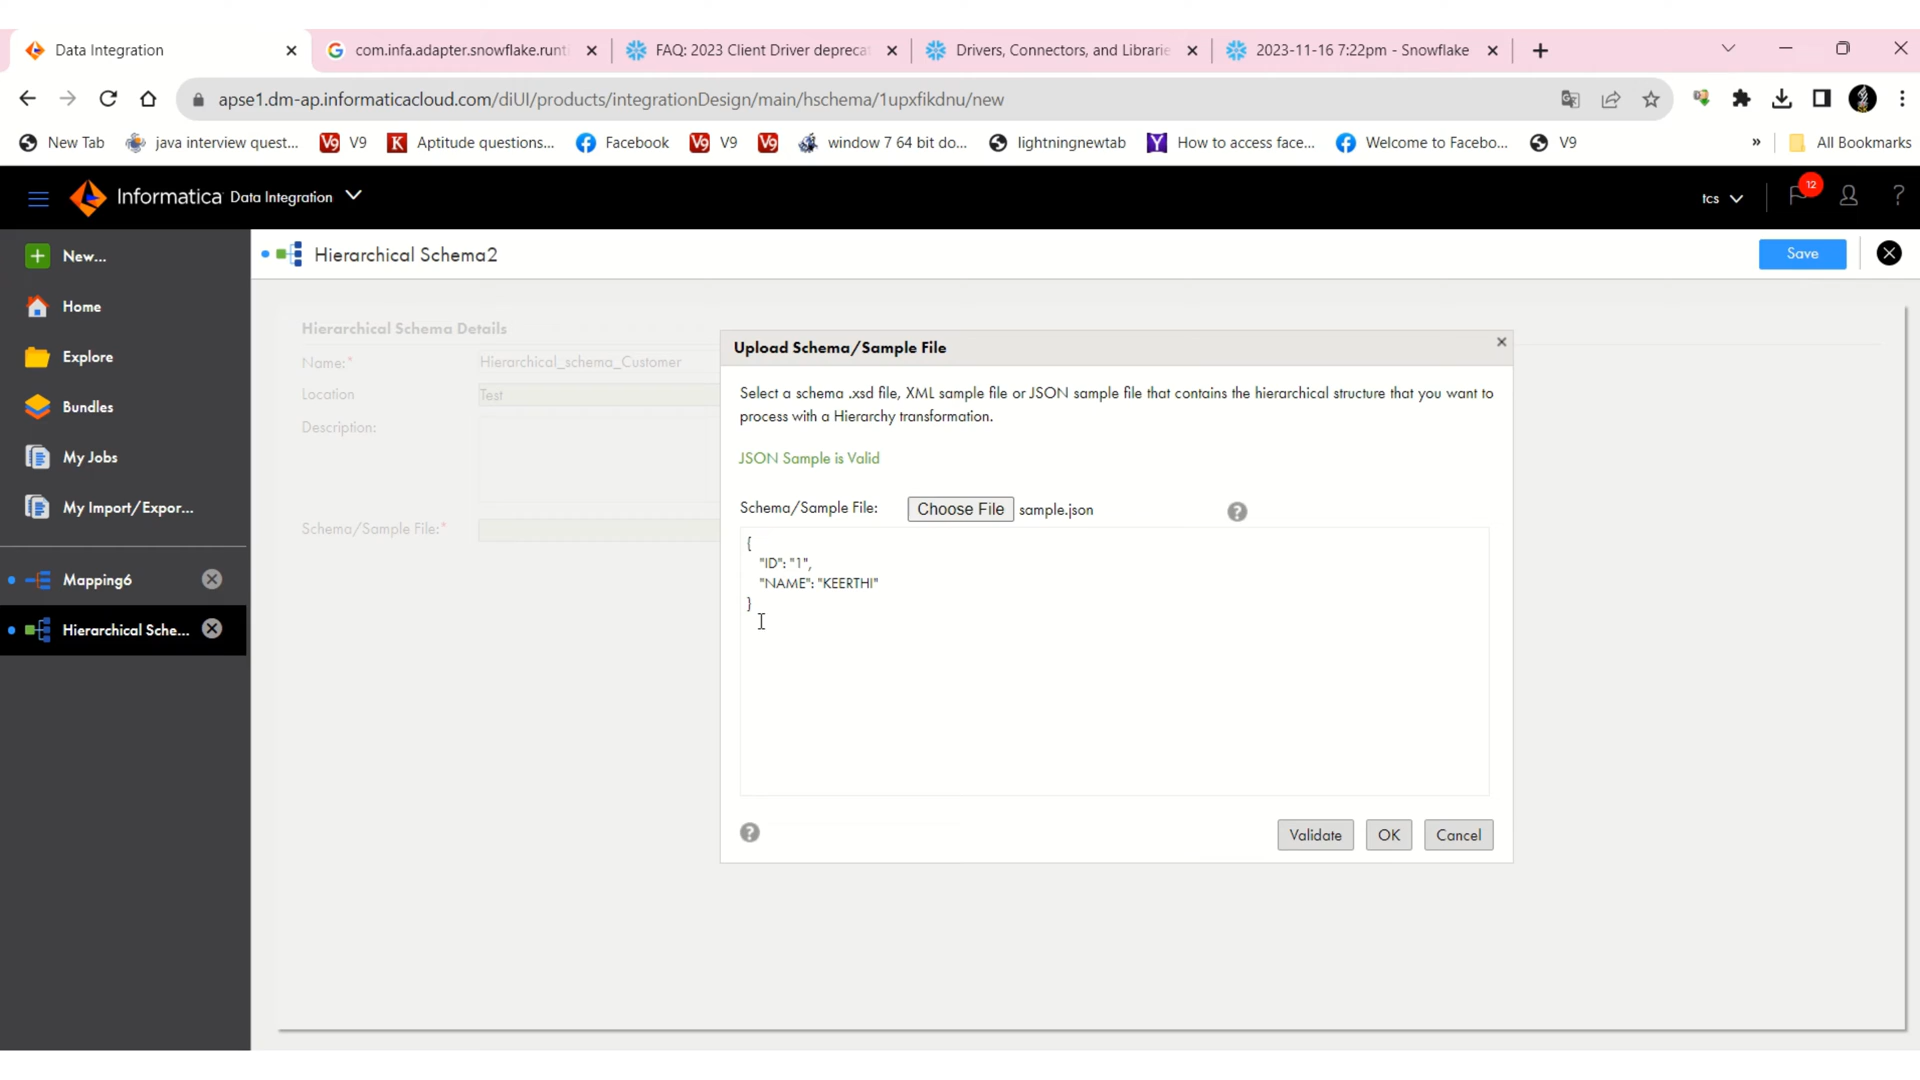 Data Integration
com.infa.adapter.snowflake.runti
FAQ: 2023 Client Driver deprecat
Drivers, Connectors, and Librarie
2023-11-16 7:22pm - Snowflake
apse1.dm-ap.informaticacloud.com/diUI/products/integrationDesign/main/hschema/1upxfikdnu/new
New Tab
java interview quest...
V9
Aptitude questions...
Facebook
V9
window 7 64 bit do...
lightningnewtab
How to access face...
Welcome to Facebo...
V9
»
All Bookmarks
Informatica Data Integration
tcs
12
?
New...
Home
Explore
Bundles
My Jobs
My Import/Expor...
Mapping6
Hierarchical Sche...
Hierarchical Schema2
Save
Hierarchical Schema Details
Name:* Hierarchical_schema_Customer
Location Test
Description:
Schema/Sample File:*
Upload Schema/Sample File
Select a schema .xsd file, XML sample file or JSON sample file that contains the hierarchical structure that you want to
process with a Hierarchy transformation.
JSON Sample is Valid
Schema/Sample File: Choose File sample.json ?
{
"ID": "1",
"NAME": "KEERTHI"
}
?
Validate
OK
Cancel